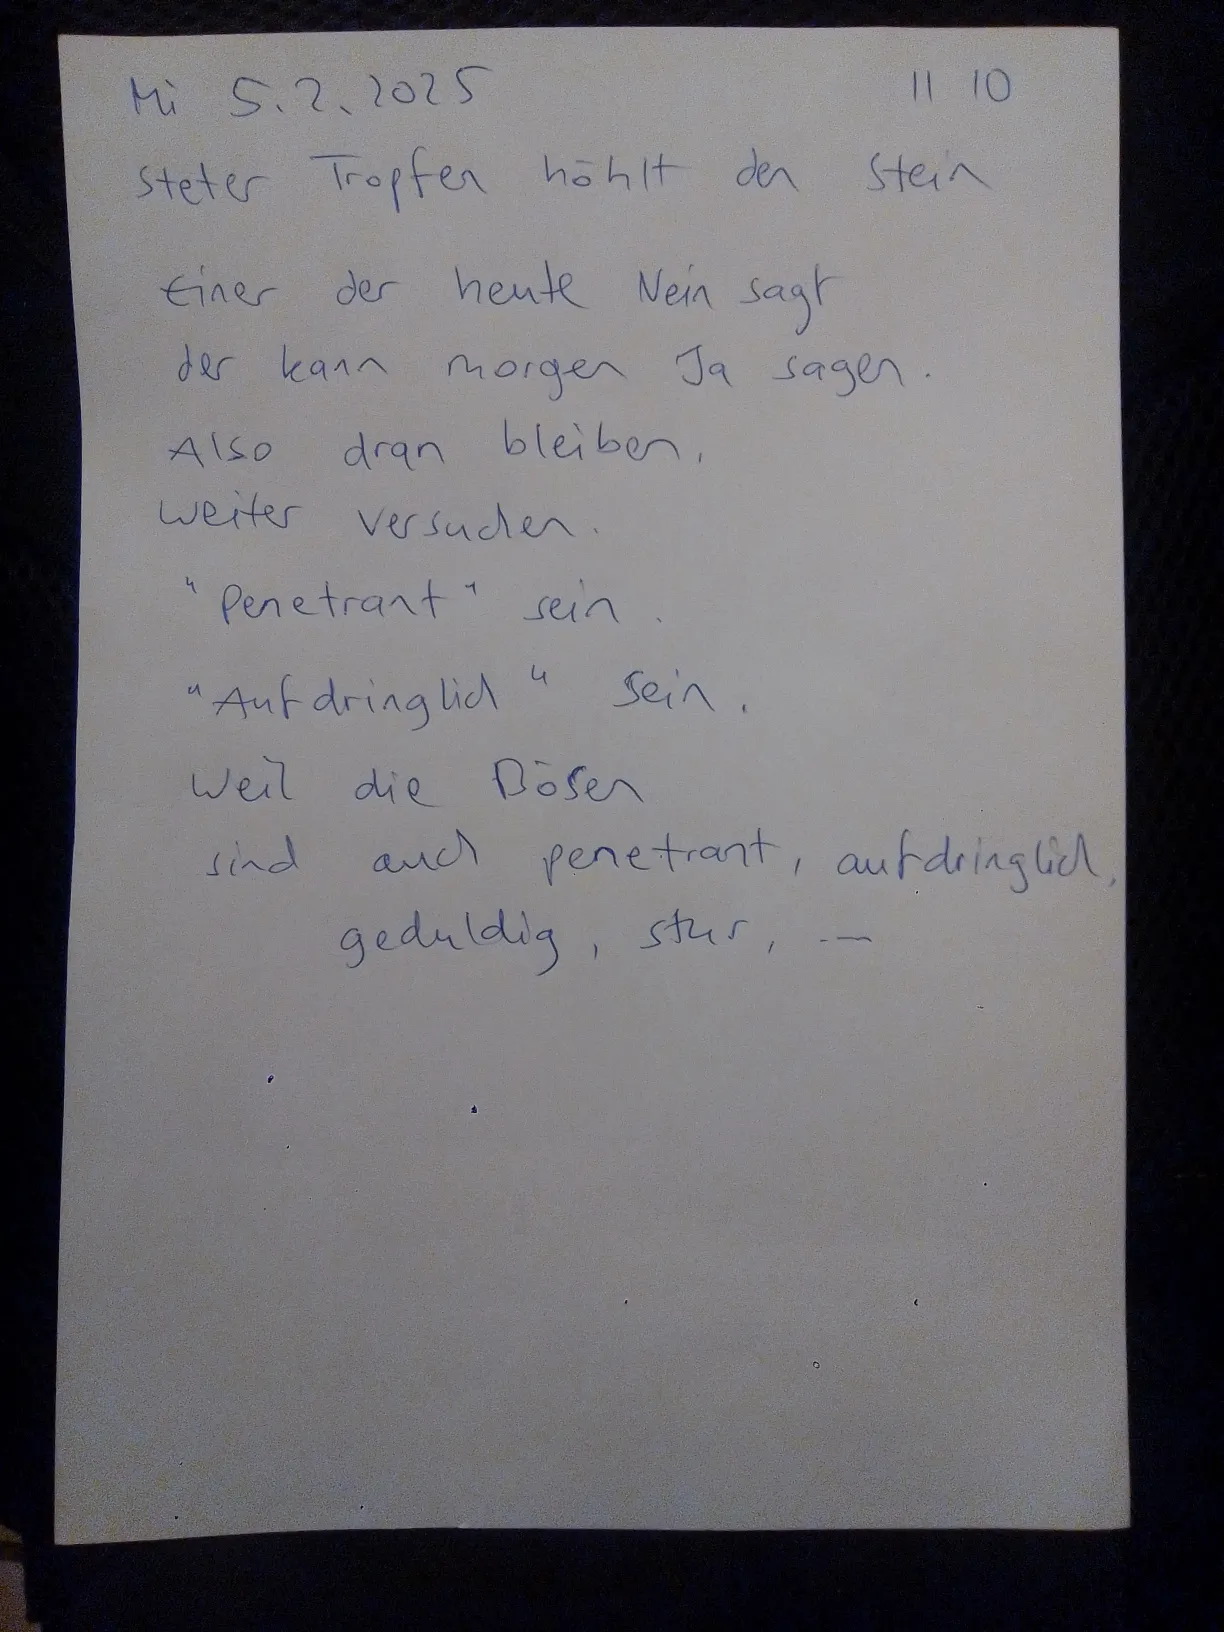 Mi 5.2.2025 11 10
steter Tropfen höhlt den Stein
Einer der heute Nein sagt
der kann morgen Ja sagen.
Also dran bleiben.
weiter versuchen.
"penetrant" sein.
"Aufdringlich" sein.
Weil die Bösen
sind auch penetrant, aufdringlich,
geduldig, stur, ...